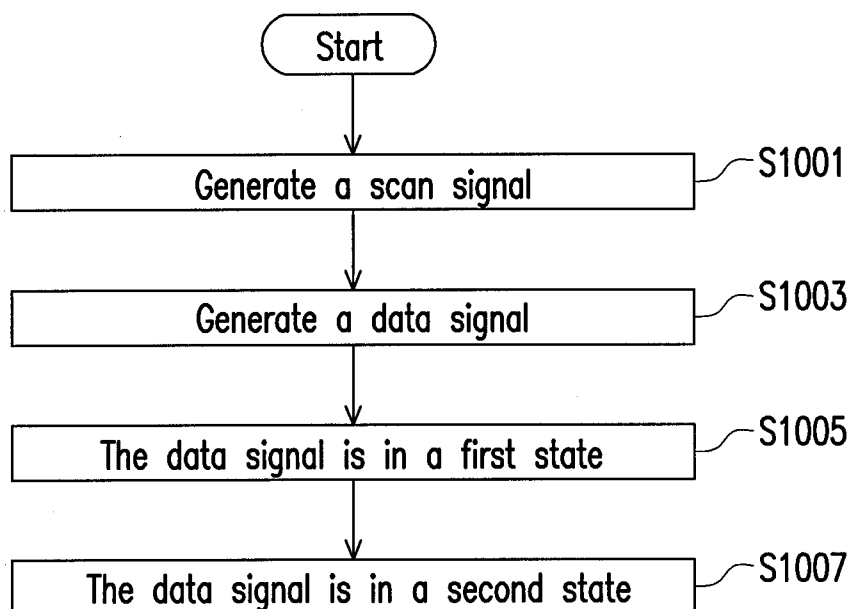 Start
Generate a scan signal
S1001
Generate a data signal
S1003
The data signal is in a first state
S1005
The data signal is in a second state
S1007